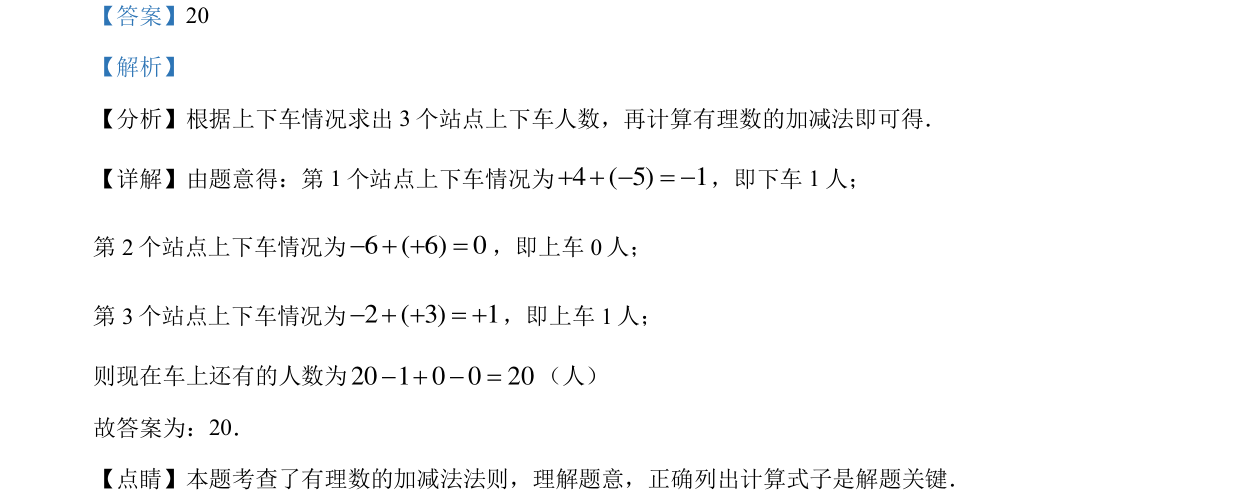 【答案】20
【解析】
【分析】根据上下车情况求出 3 个站点上下车人数，再计算有理数的加减法即可得．
【详解】由题意得：第 1 个站点上下车情况为+4+(−5)=−1，即下车 1 人；
第 2 个站点上下车情况为−6+(+6)=0，即上车 0 人；
第 3 个站点上下车情况为−2+(+3)=+1，即上车 1 人；
则现在车上还有的人数为20−1+0−0=20（人）
故答案为：20．
【点睛】本题考查了有理数的加减法法则，理解题意，正确列出计算式子是解题关键．